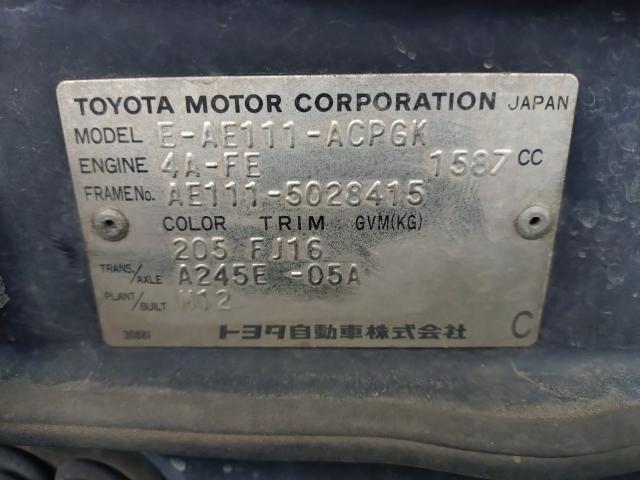 TOYOTA MOTOR CORPORATION JAPAN
MODEL E-AE111-ACPGK
ENGINE 4A-FE 1587 CC
FRAME No. AE111-5028415
COLOR TRIM GVM(KG)
205 FJ16
TRANS./AXLE A245E -05A
PLANT/BUILT M12
トヨタ自動車株式会社 C